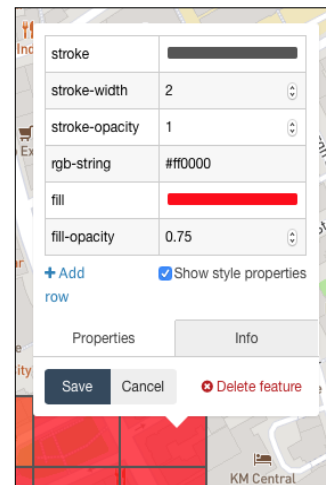 Ind
stroke
stroke-width 2
stroke-opacity 1
rgb-string #ff0000
fill
fill-opacity 0.75
+ Add row
Show style properties
Properties Info
Save Cancel Delete feature
KM Central